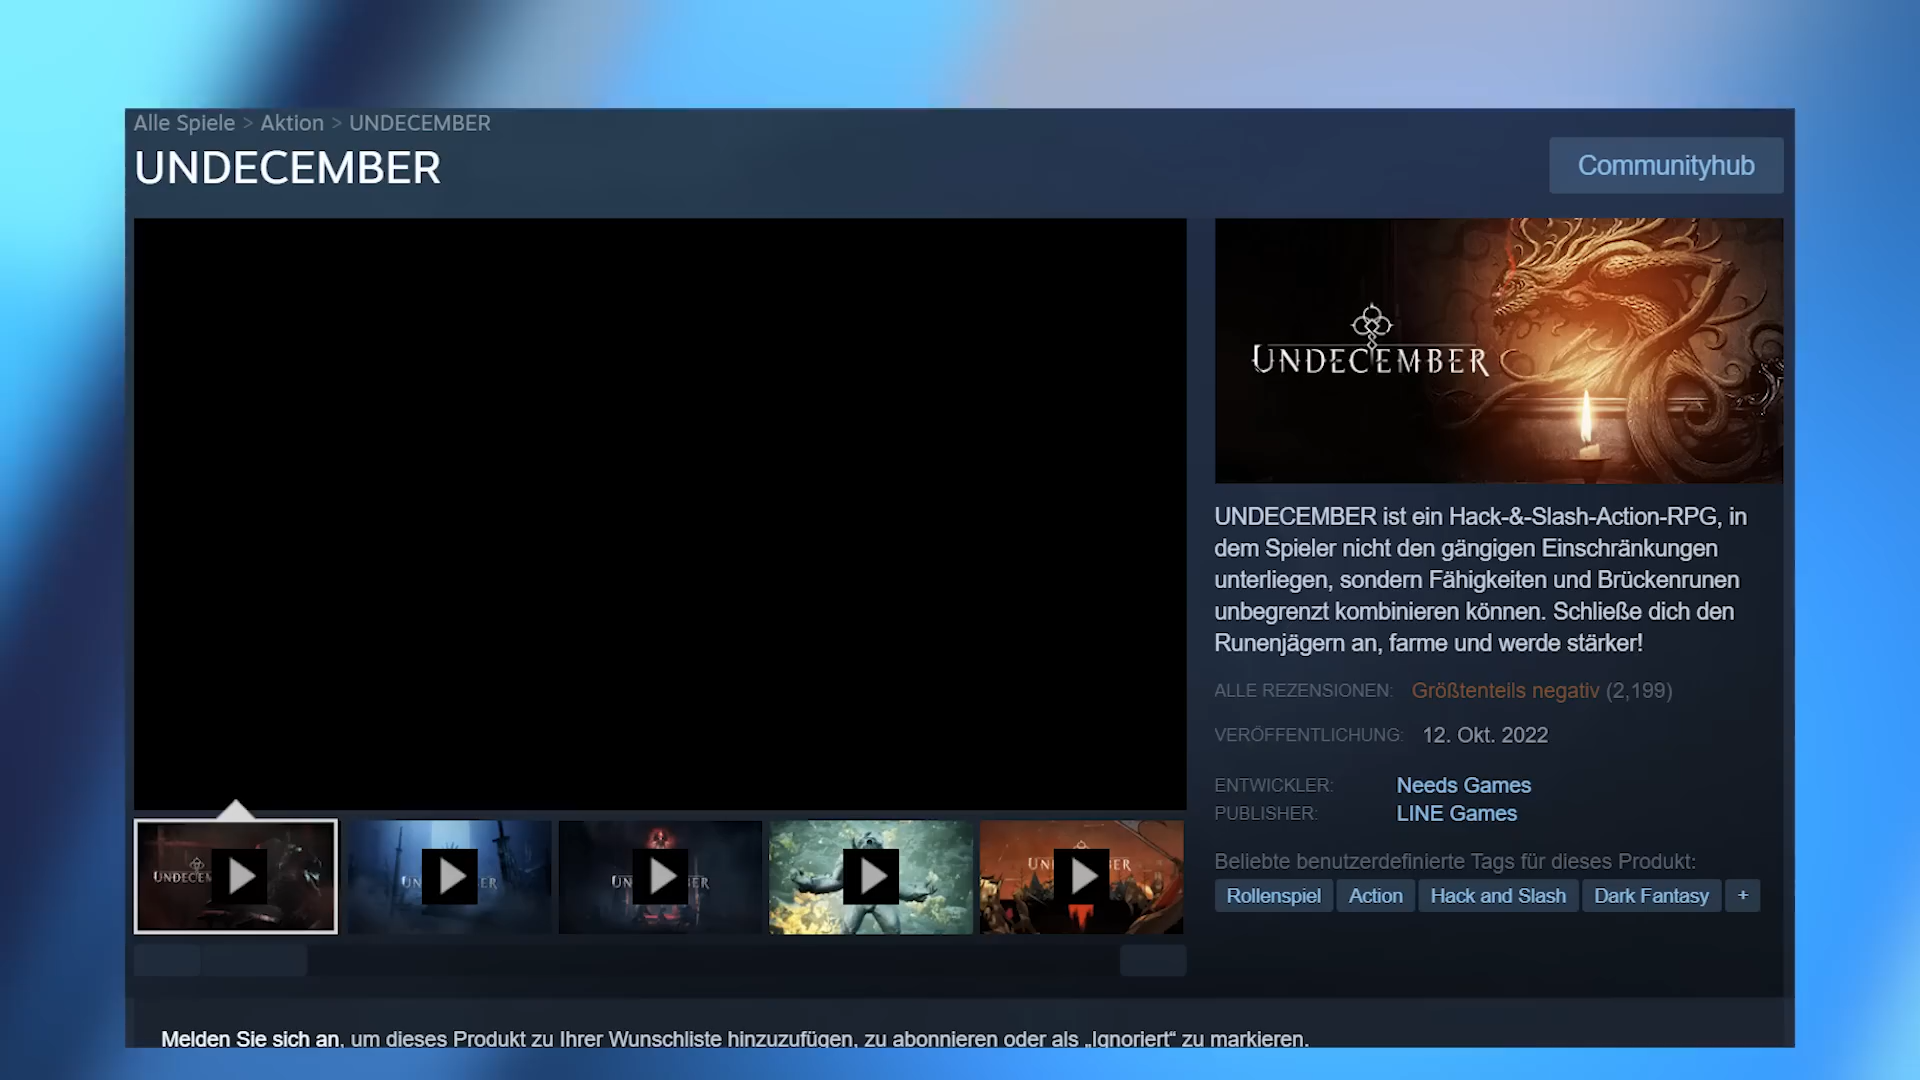 Alle Spiele > Aktion > UNDECEMBER
UNDECEMBER
Communityhub
UNDECEMBER
UNDECEMBER ist ein Hack-&-Slash-Action-RPG, in
dem Spieler nicht den gängigen Einschränkungen
unterliegen, sondern Fähigkeiten und Brückenrunen
unbegrenzt kombinieren können. Schließe dich den
Runenjägern an, farme und werde stärker!
ALLE REZENSIONEN: Größtenteils negativ (2,199)
VERÖFFENTLICHUNG: 12. Okt. 2022
ENTWICKLER: Needs Games
PUBLISHER: LINE Games
Beliebte benutzerdefinierte Tags für dieses Produkt:
Rollenspiel Action Hack and Slash Dark Fantasy +
Melden Sie sich an, um dieses Produkt zu Ihrer Wunschliste hinzuzufügen, zu abonnieren oder als „Ignoriert“ zu markieren.